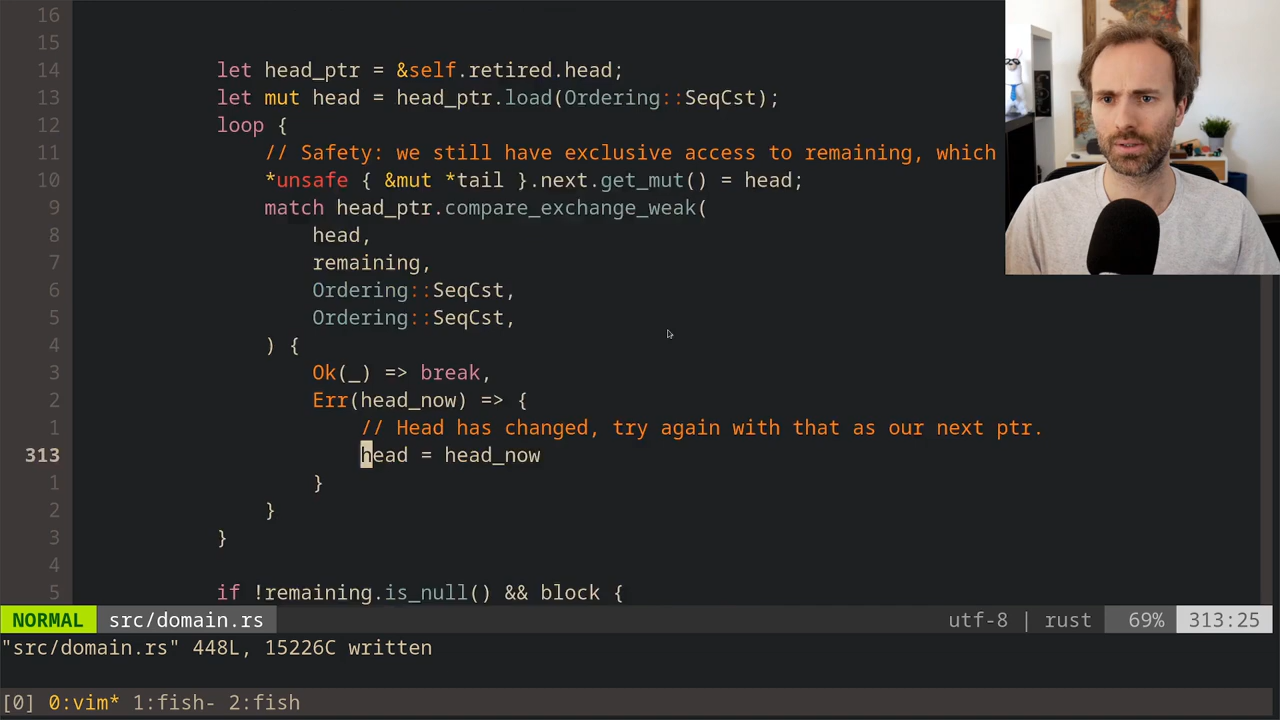 16
15
14 let head_ptr = &self.retired.head;
13 let mut head = head_ptr.load(Ordering::SeqCst);
12 loop {
11 // Safety: we still have exclusive access to remaining, which
10 *unsafe { &mut *tail }.next.get_mut() = head;
9 match head_ptr.compare_exchange_weak(
8 head,
7 remaining,
6 Ordering::SeqCst,
5 Ordering::SeqCst,
4 ) {
3 Ok(_) => break,
2 Err(head_now) => {
1 // Head has changed, try again with that as our next ptr.
313 head = head_now
1 }
2 }
3 }
4
5 if !remaining.is_null() && block {
NORMAL src/domain.rs utf-8 | rust 69% 313:25
"src/domain.rs" 448L, 15226C written
[0] 0:vim* 1:fish- 2:fish